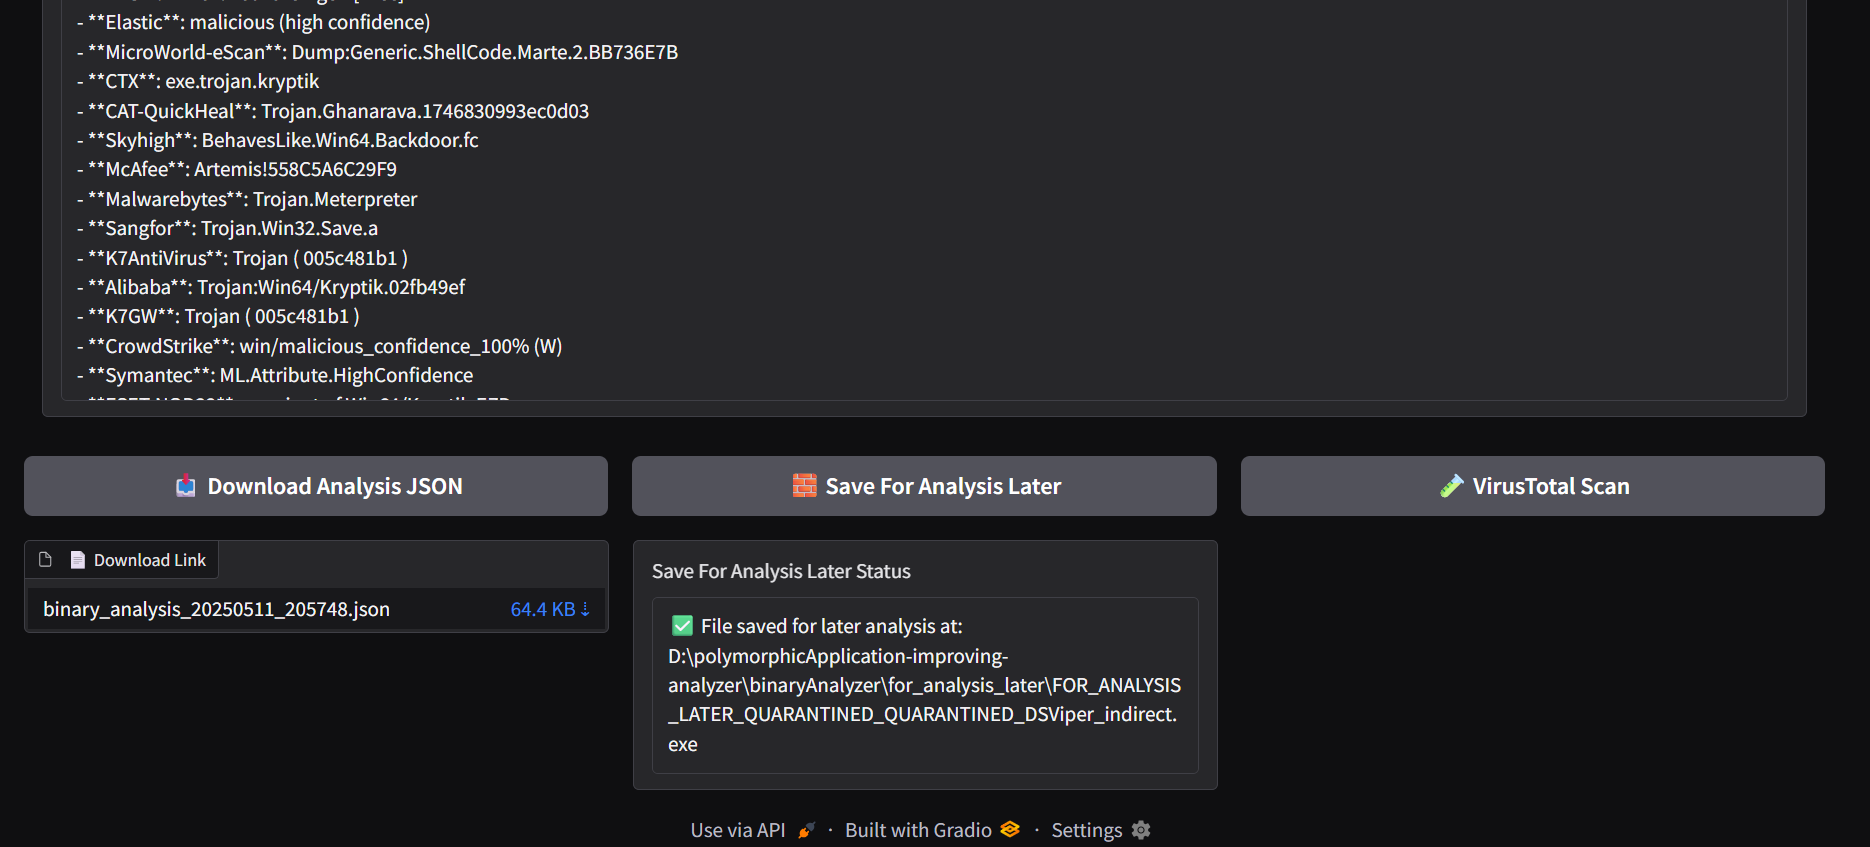 - **Elastic**: malicious (high confidence)
- **MicroWorld-eScan**: Dump:Generic.ShellCode.Marte.2.BB736E7B
- **CTX**: exe.trojan.kryptik
- **CAT-QuickHeal**: Trojan.Ghanarava.1746830993ec0d03
- **Skyhigh**: BehavesLike.Win64.Backdoor.fc
- **McAfee**: Artemis!558C5A6C29F9
- **Malwarebytes**: Trojan.Meterpreter
- **Sangfor**: Trojan.Win32.Save.a
- **K7AntiVirus**: Trojan ( 005c481b1 )
- **Alibaba**: Trojan:Win64/Kryptik.02fb49ef
- **K7GW**: Trojan ( 005c481b1 )
- **CrowdStrike**: win/malicious_confidence_100% (W)
- **Symantec**: ML.Attribute.HighConfidence
Download Analysis JSON
Save For Analysis Later
VirusTotal Scan
Download Link
binary_analysis_20250511_205748.json
64.4 KB ⇣
Save For Analysis Later Status
✅ File saved for later analysis at:
D:\polymorphicApplication-improving-
analyzer\binaryAnalyzer\for_analysis_later\FOR_ANALYSIS
_LATER_QUARANTINED_QUARANTINED_DSViper_indirect.
exe
Use via API · Built with Gradio · Settings